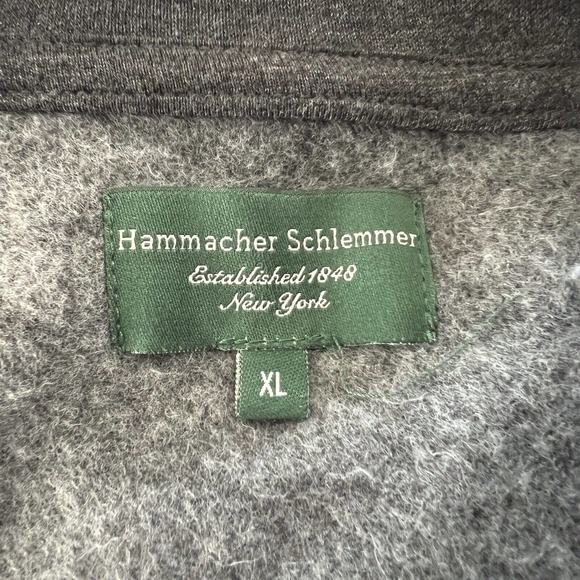 Hammacher Schlemmer
Established 1848
New York
XL